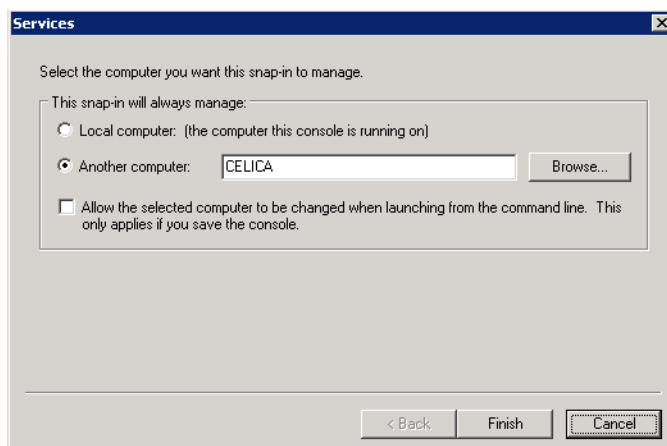 Services
Select the computer you want this snap-in to manage.
This snap-in will always manage:
Local computer: (the computer this console is running on)
Another computer: CELICA Browse...
Allow the selected computer to be changed when launching from the command line. This
only applies if you save the console.
< Back Finish Cancel